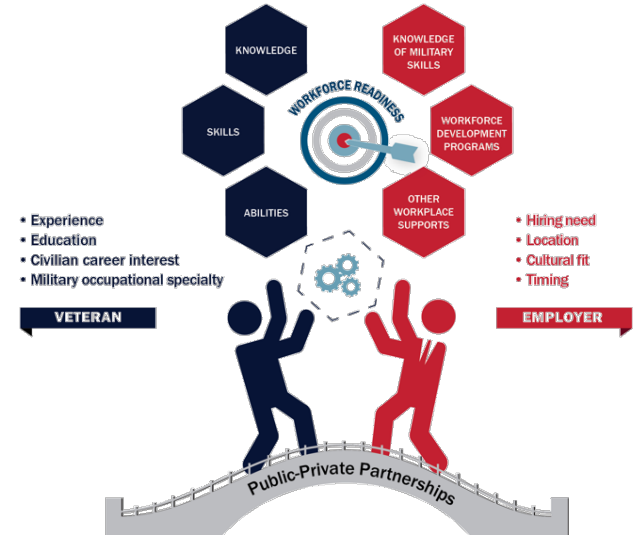 KNOWLEDGE
KNOWLEDGE
OF MILITARY
SKILLS
WORKFORCE READINESS
SKILLS
WORKFORCE
DEVELOPMENT
PROGRAMS
ABILITIES
OTHER
WORKPLACE
SUPPORTS
• Experience
• Education
• Civilian career interest
• Military occupational specialty
VETERAN
• Hiring need
• Location
• Cultural fit
• Timing
EMPLOYER
Public-Private Partnerships